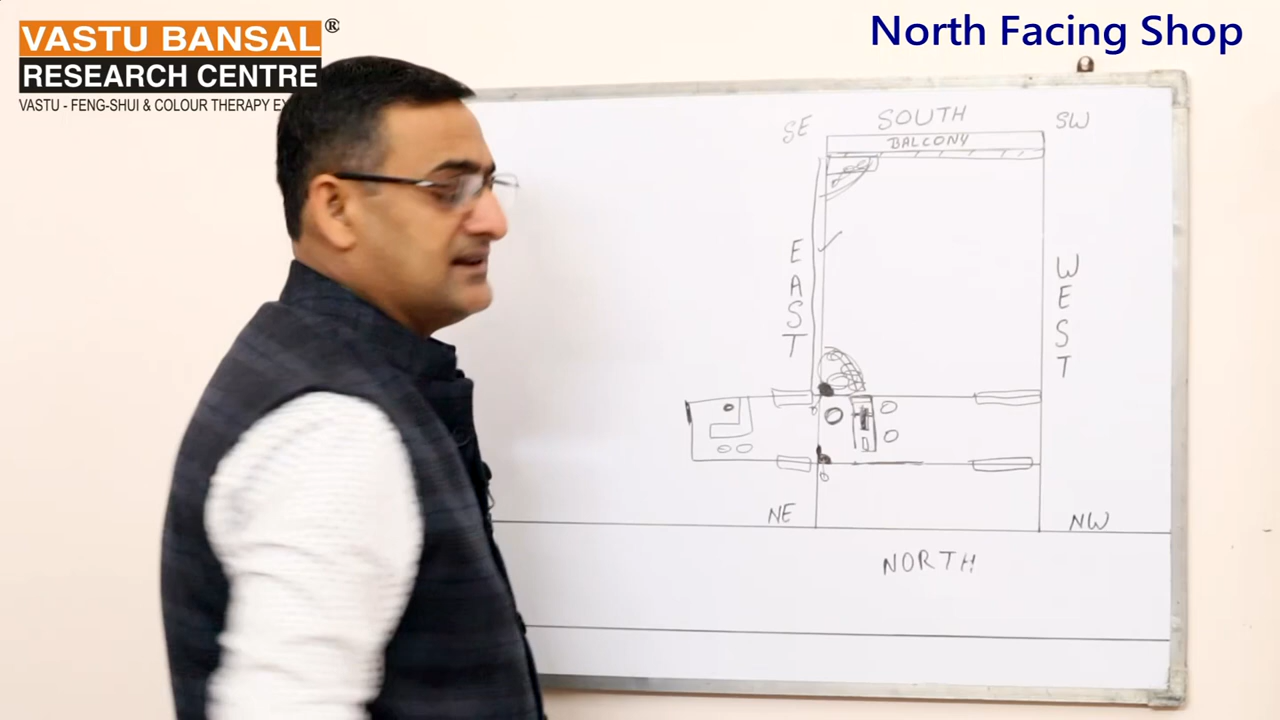 VASTU BANSAL®
RESEARCH CENTRE
VASTU - FENG-SHUI & COLOUR THERAPY
North Facing Shop
SE
SOUTH
SW
BALCONY
EAST
WEST
NE
NW
NORTH